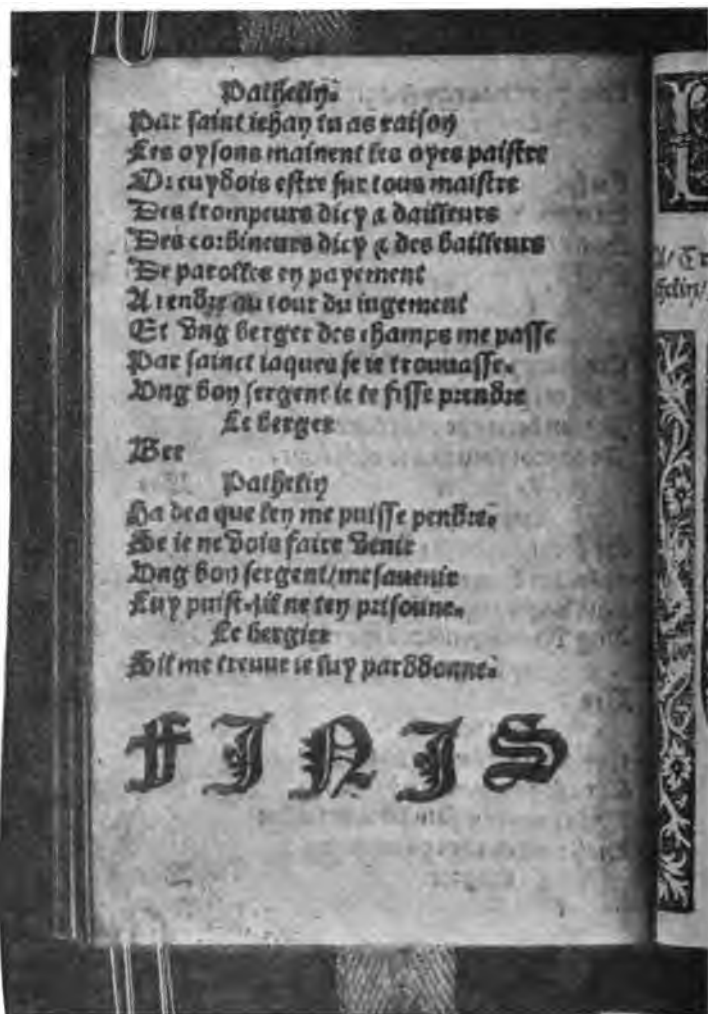 Pathelin.
Par saint iehan tu as raison
Les oysons mainent les oyes paistre
Or cuydois estre sur tous maistre
Des trompeurs dicy & dailleurs
Des corbineurs dicy & des bailleurs
De parolles en payement
A rendre au iour du iugement
Et Vng berger des champs me passe
Par sainct iaques se ie trouuasse.
Vng bon sergent ie te fisse prendre
Le berger
Bee
Pathelin
Ha dea que len me puisse pendre.
Se ie ne Vois faire Venir
Vng bon sergent/mesauenir
Luy puist sil ne ten prisonne.
Le bergier
Sil me treuue ie luy pardonne.
FINIS